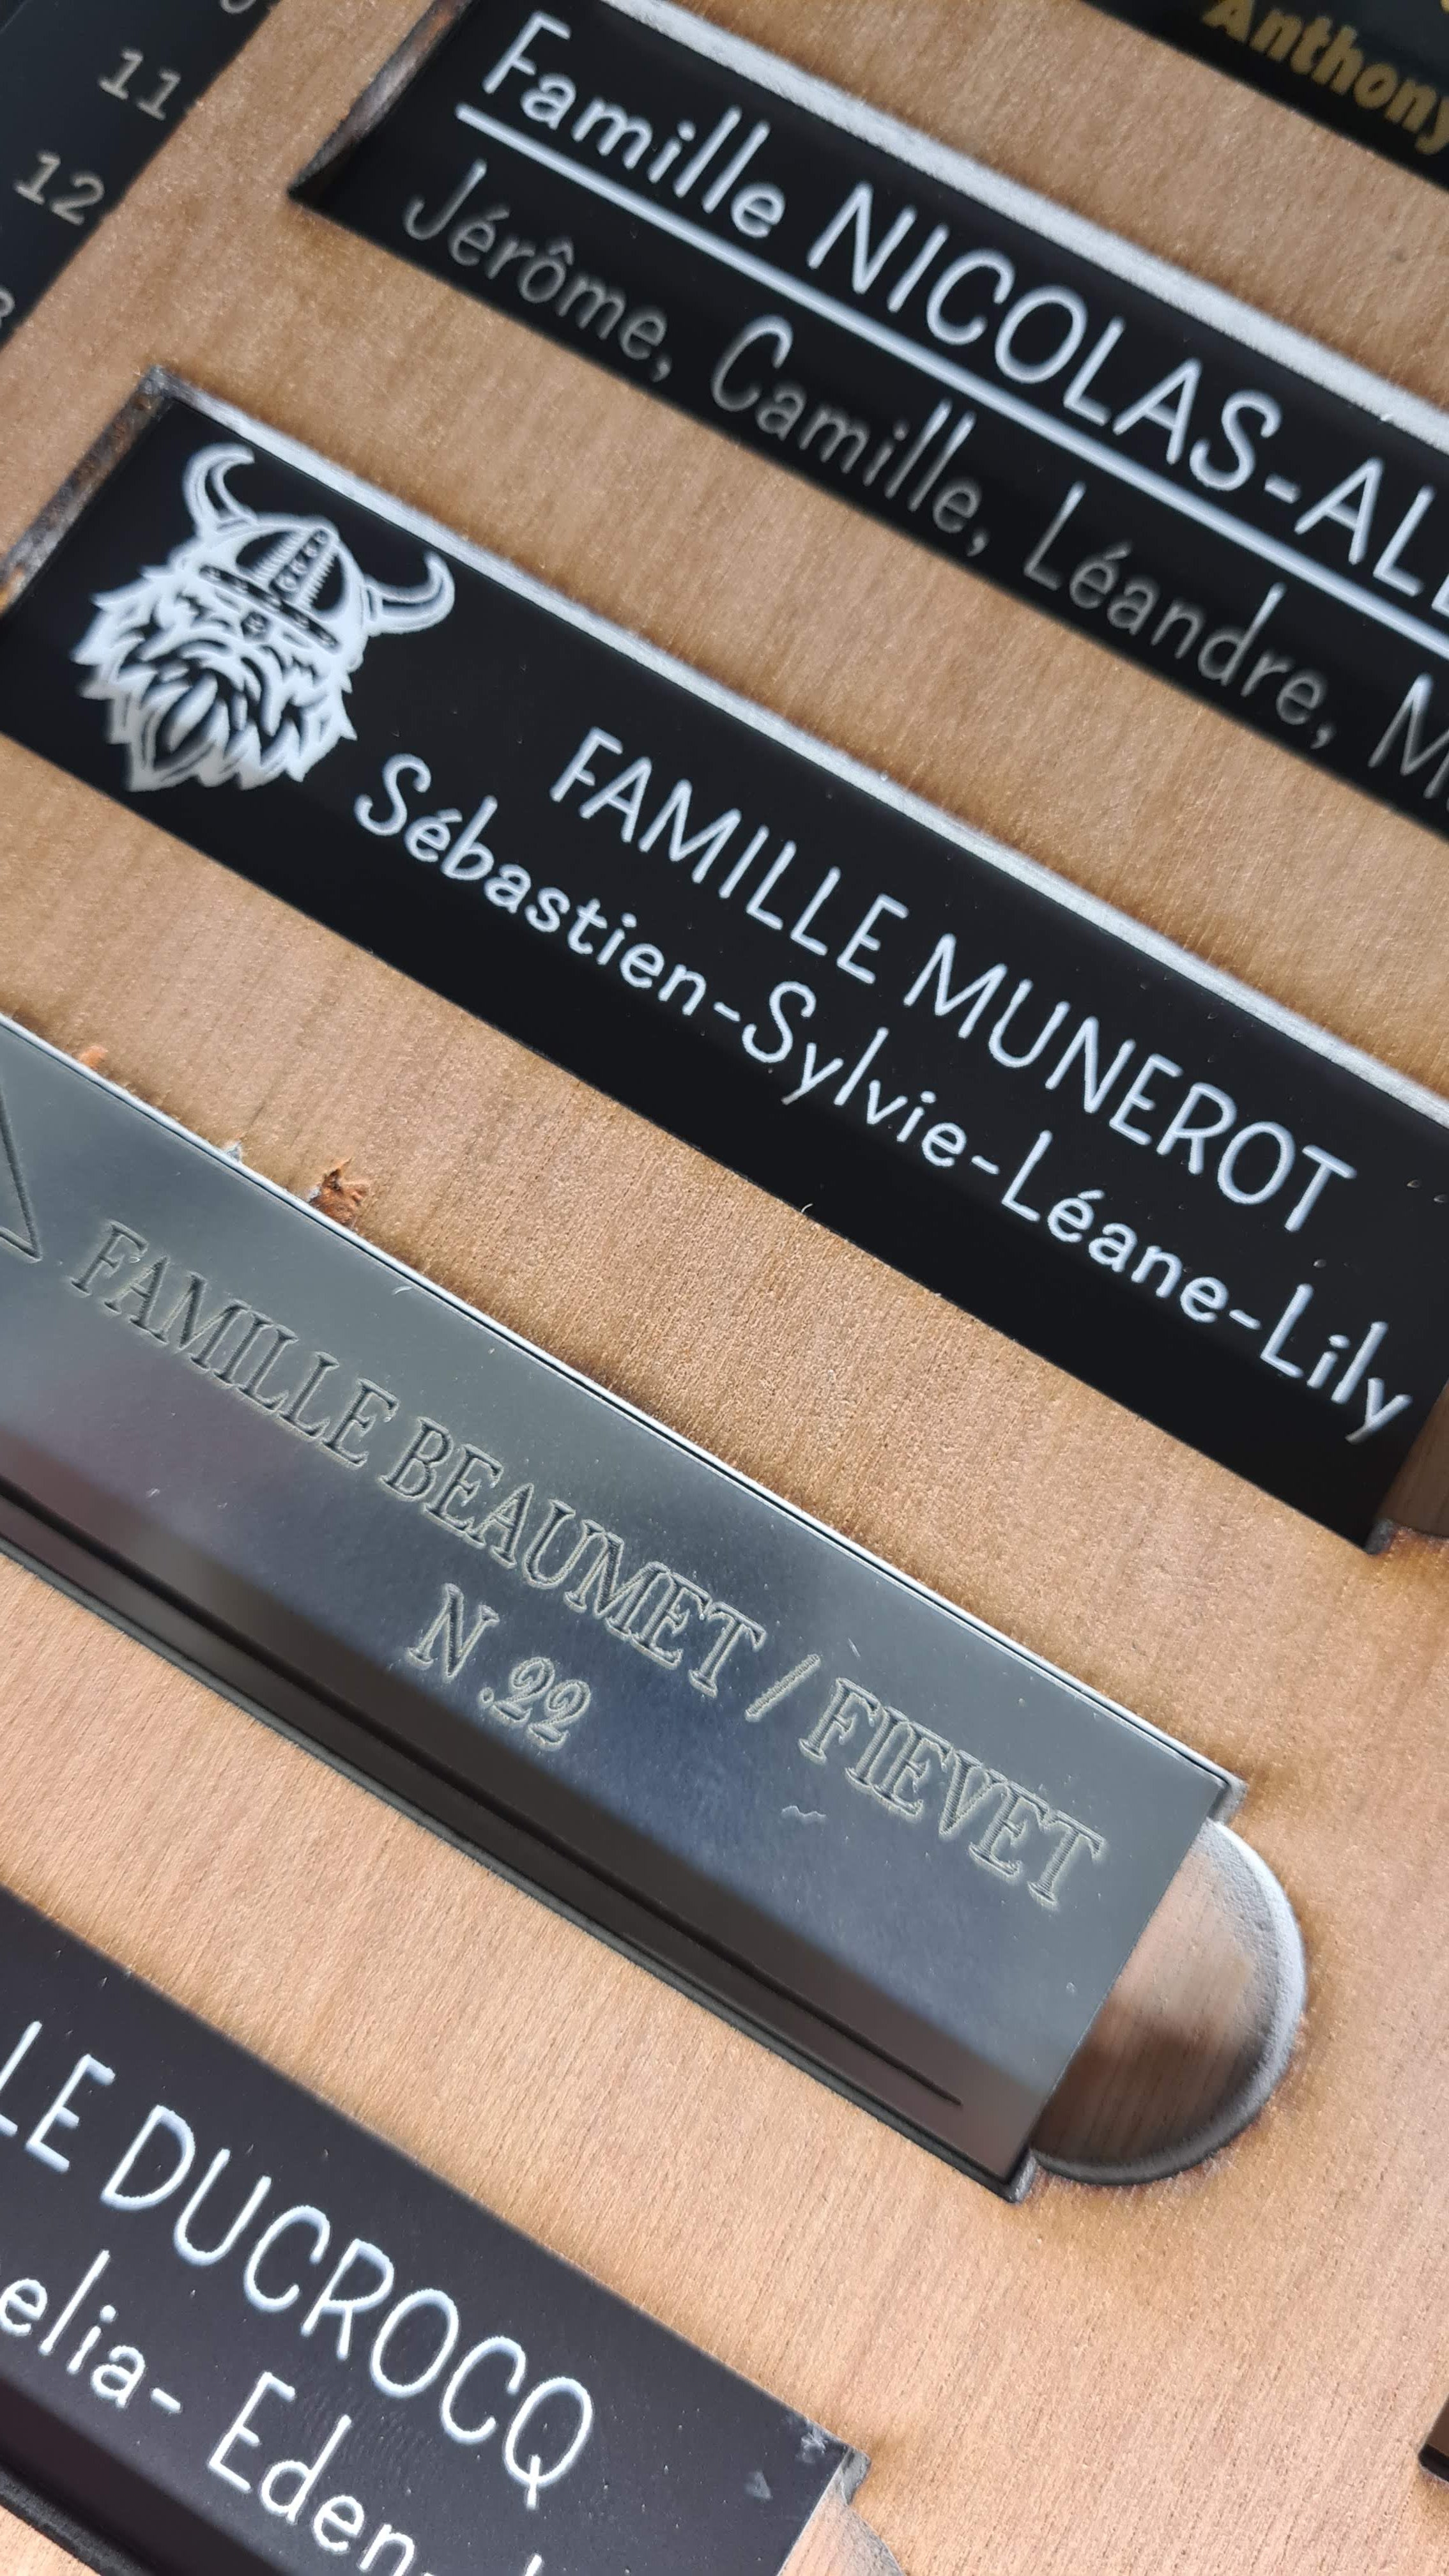 Anthony
11
12
Famille NICOLAS-AL
Jérôme, Camille, Léandre, M
FAMILLE MUNEROT
Sébastien-Sylvie-Léane-Lily
FAMILLE BEAUMET / FIEVET
N.22
LE DUCROCQ
elia- Eden